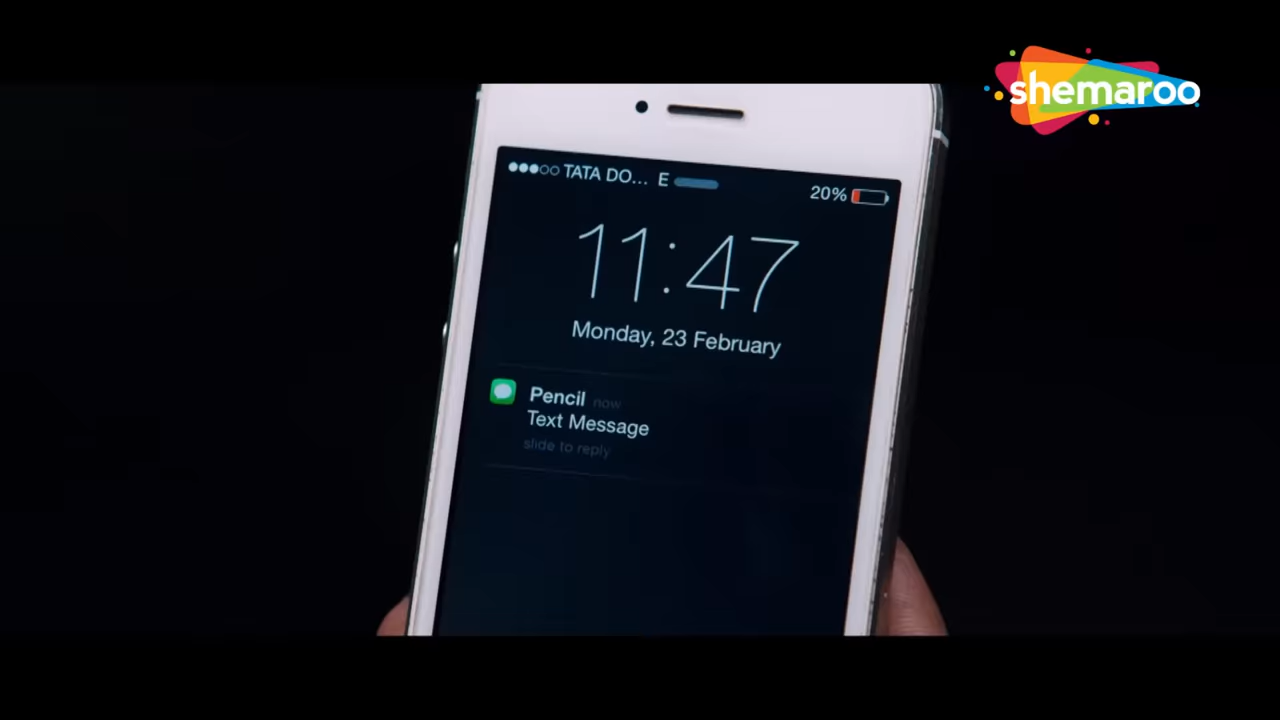 shemaroo
TATA DO... E 20%
11:47
Monday, 23 February
Pencil now
Text Message
slide to reply